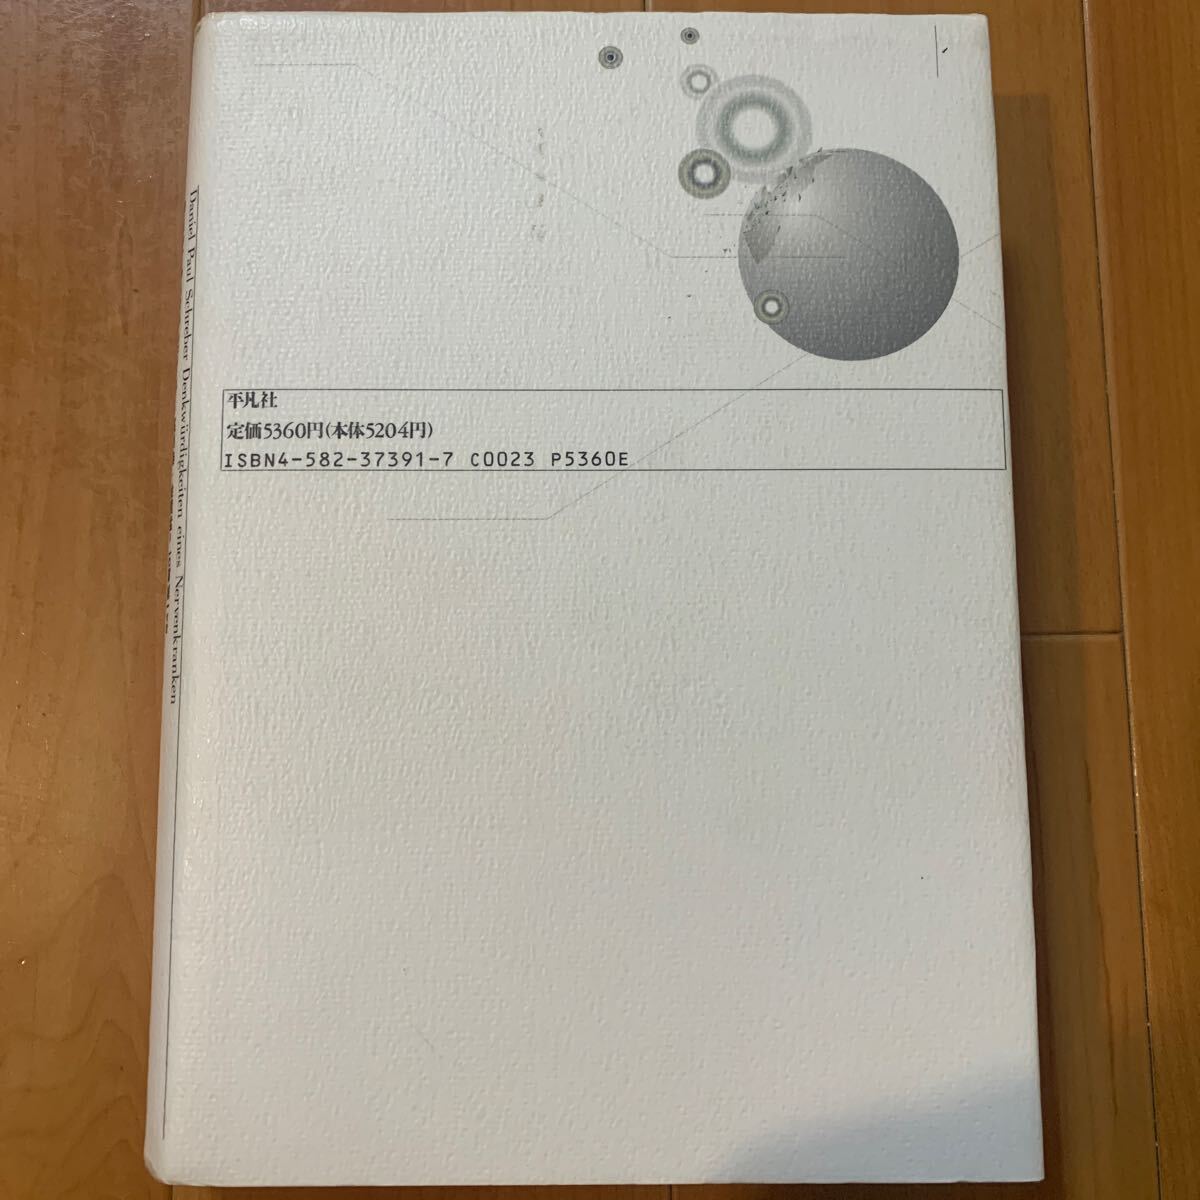 平凡社
定価5360円(本体5204円)
ISBN4-582-37391-7 C0023 P5360E
Daniel Paul Schreber Denkwürdigkeiten eines Nervenkranken